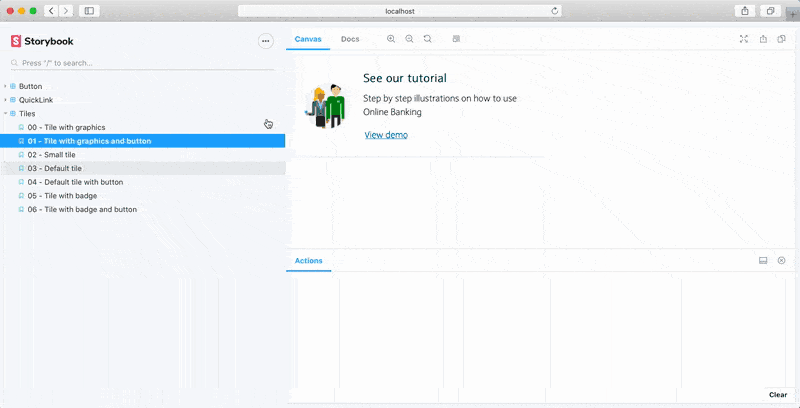 localhost
Storybook
Press "/" to search...
Button
QuickLink
Tiles
00 - Tile with graphics
01 - Tile with graphics and button
02 - Small tile
03 - Default tile
04 - Default tile with button
05 - Tile with badge
06 - Tile with badge and button
Canvas Docs
See our tutorial
Step by step illustrations on how to use
Online Banking
View demo
Actions
Clear